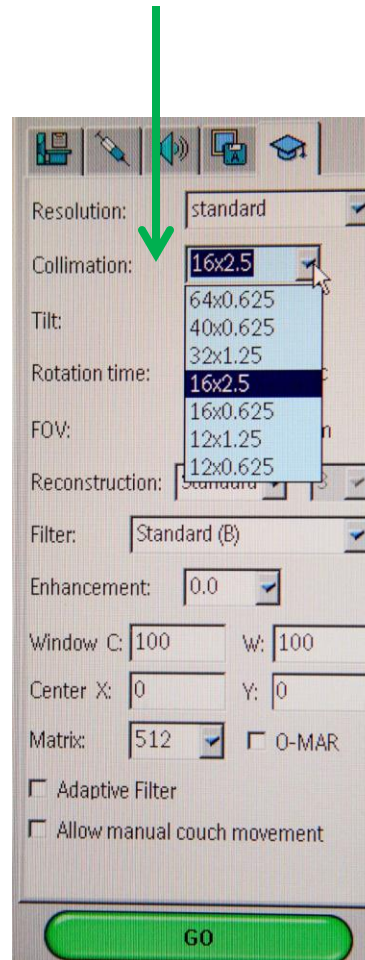 A
Resolution: standard
Collimation: 16x2.5
64x0.625
40x0.625
Tilt:
32x1.25
Rotation time:
16x2.5
16x0.625
FOV:
12x1.25
12x0.625
Reconstruction: Standard 3
Filter: Standard (B)
Enhancement: 0.0
Window C: 100 W: 100
Center X: 0 Y: 0
Matrix: 512 O-MAR
Adaptive Filter
Allow manual couch movement
GO